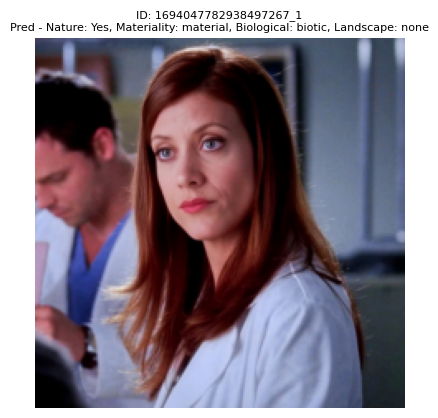 ID: 1694047782938497267_1
Pred - Nature: Yes, Materiality: material, Biological: biotic, Landscape: none